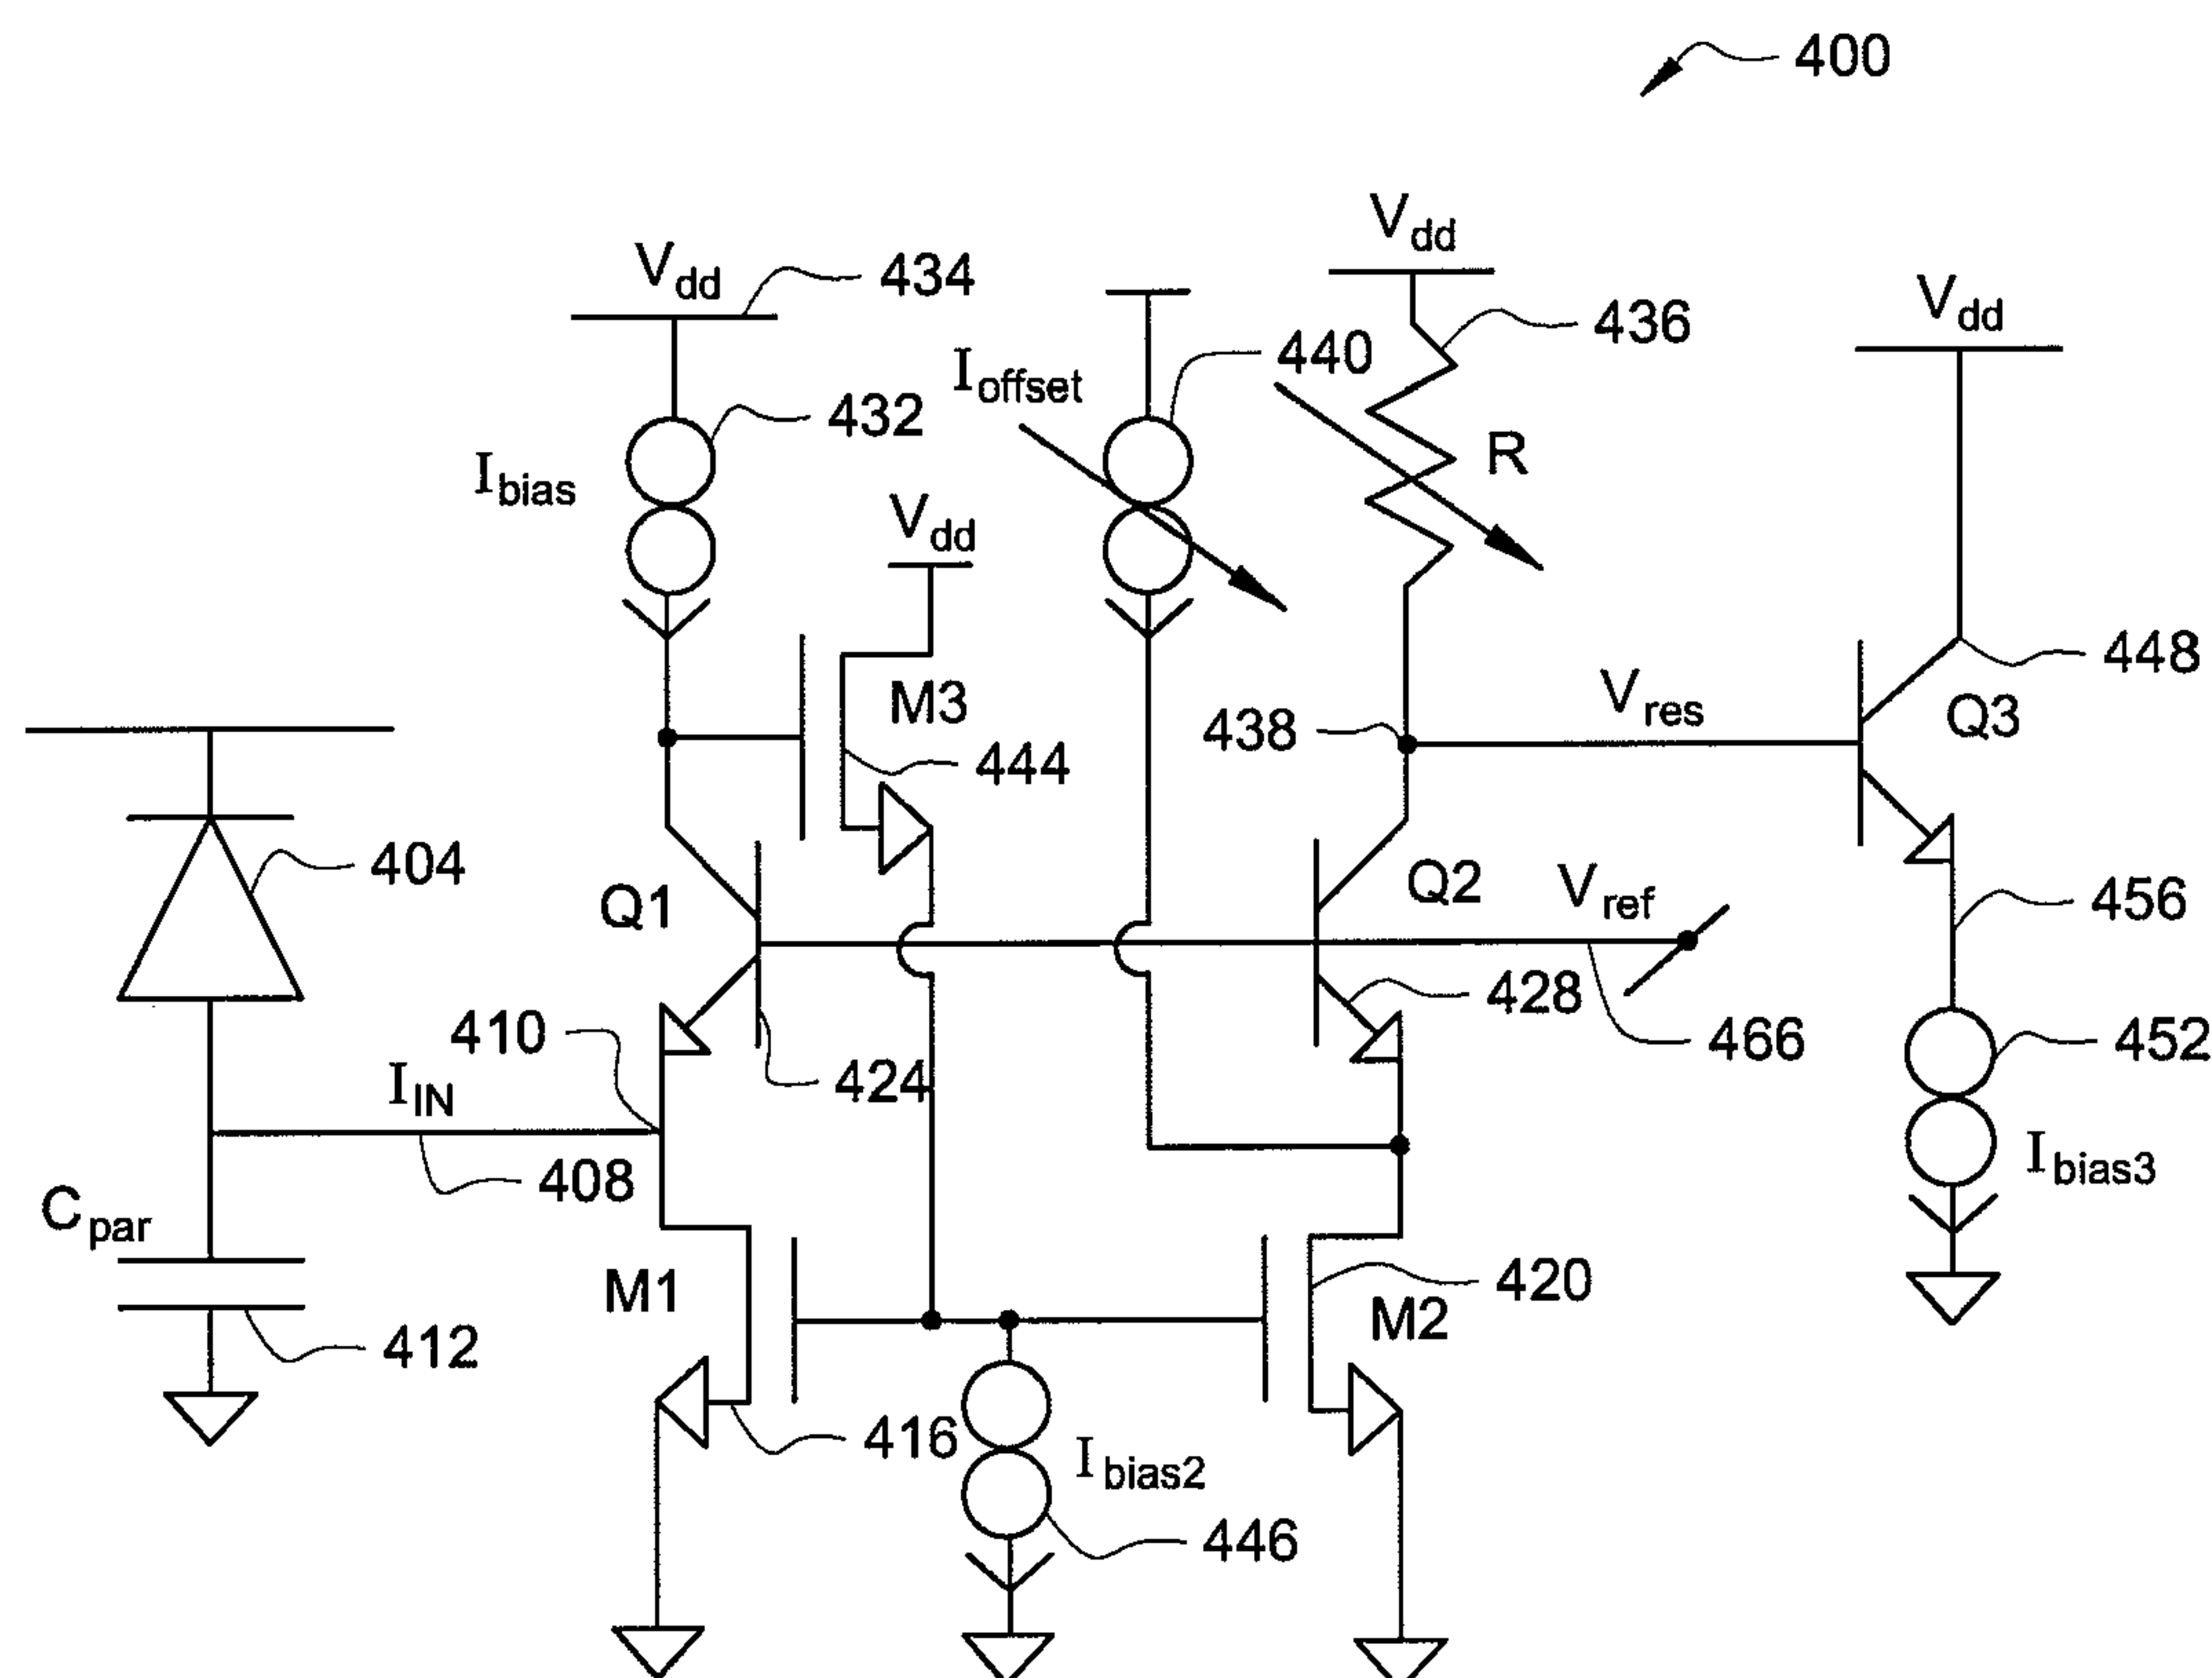 400
Vdd
434
Vdd
436
Vdd
432
Ioffset
440
R
Ibias
Vdd
448
M3
Vres
Q3
438
444
404
Q1
Q2
Vref
456
428
410
466
452
424
IIN
408
Cpar
Ibias3
M1
420
M2
412
416
Ibias2
446